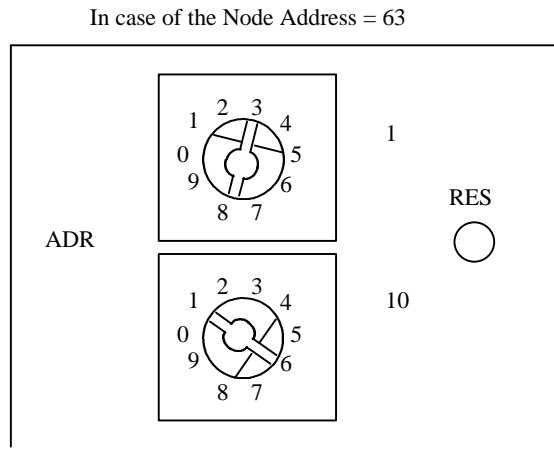 In case of the Node Address = 63
ADR
0 1 2 3 4 5 6 7 8 9
1
0 1 2 3 4 5 6 7 8 9
10
RES